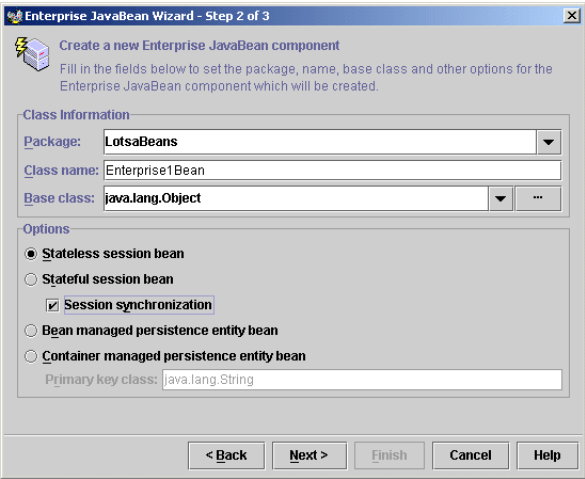 Enterprise JavaBean Wizard - Step 2 of 3
Create a new Enterprise JavaBean component
Fill in the fields below to set the package, name, base class and other options for the
Enterprise JavaBean component which will be created.
Class Information
Package: LotsaBeans
Class name: Enterprise1Bean
Base class: java.lang.Object ...
Options
Stateless session bean
Stateful session bean
Session synchronization
Bean managed persistence entity bean
Container managed persistence entity bean
Primary key class: java.lang.String
< Back Next > Finish Cancel Help